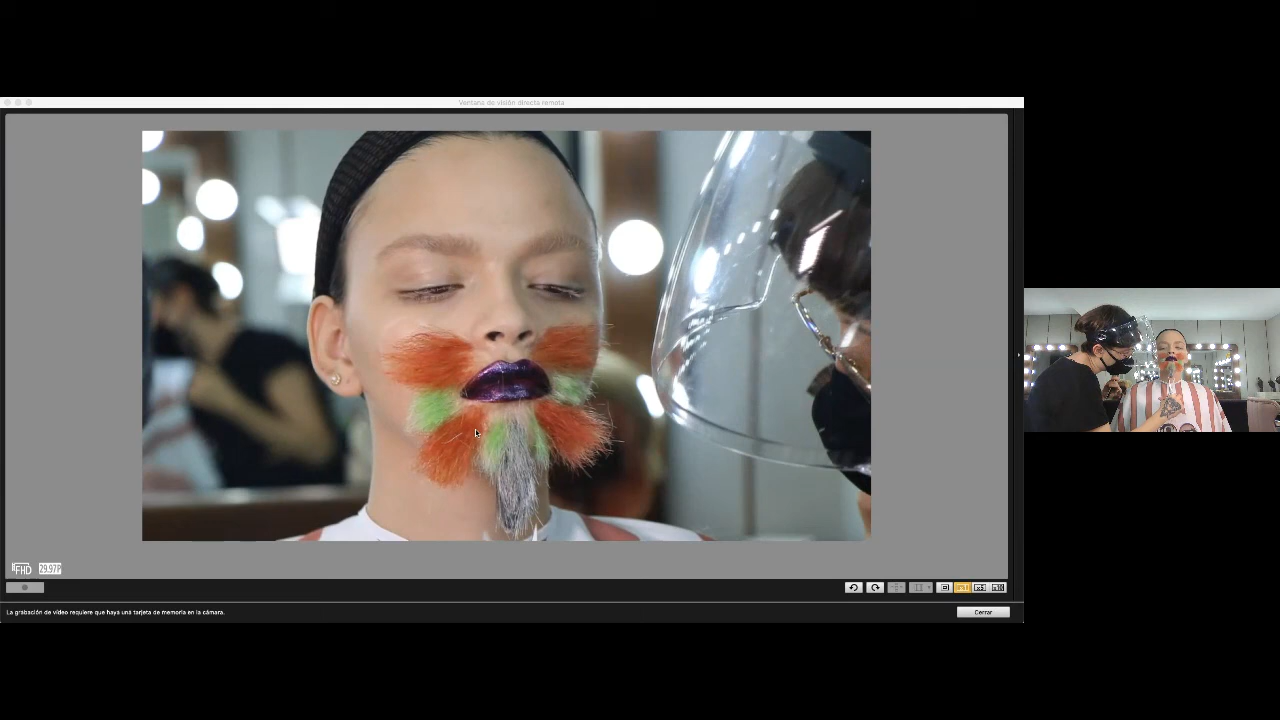 Ventana de visión directa remota
FHD 29.97P
La grabación de vídeo requiere que haya una tarjeta de memoria en la cámara.
Cerrar